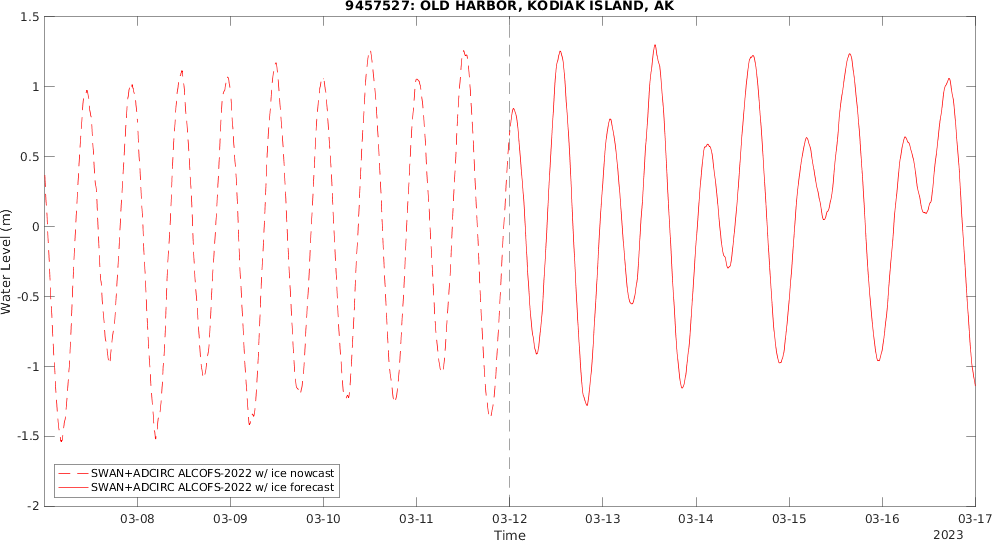 9457527: OLD HARBOR, KODIAK ISLAND, AK
1.5
1
0.5
0
-0.5
-1
-1.5
-2
Water Level (m)
SWAN+ADCIRC ALCOFS-2022 w/ ice nowcast
SWAN+ADCIRC ALCOFS-2022 w/ ice forecast
03-08 03-09 03-10 03-11 03-12 03-13 03-14 03-15 03-16 03-17
Time
2023